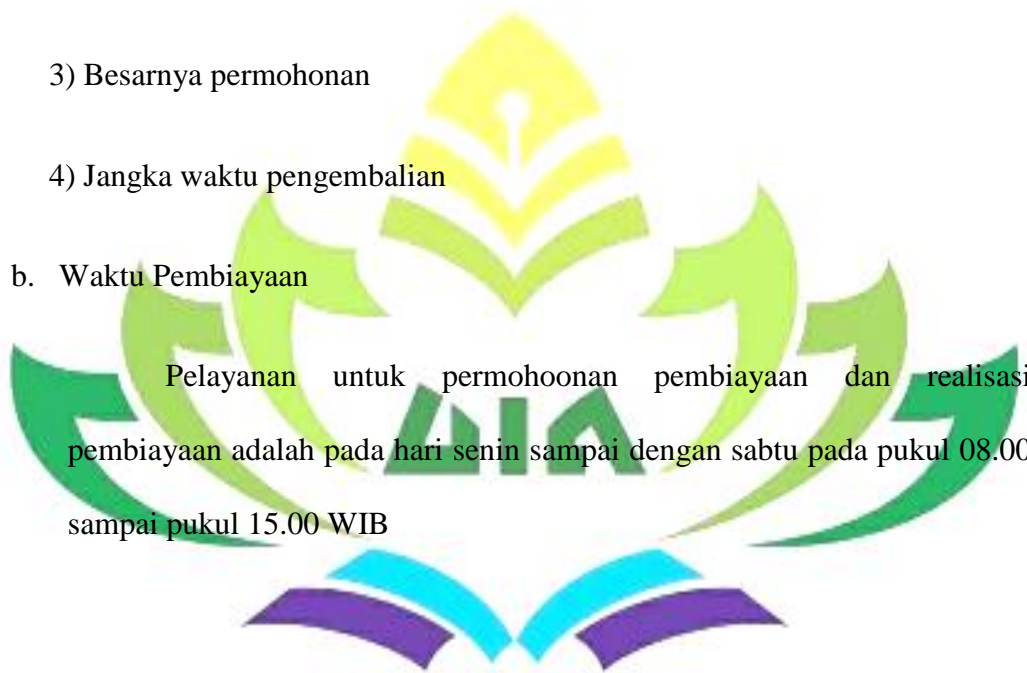 3) Besarnya permohonan
4) Jangka waktu pengembalian
b. Waktu Pembiayaan
Pelayanan untuk permohoonan pembiayaan dan realisasi
pembiayaan adalah pada hari senin sampai dengan sabtu pada pukul 08.00
sampai pukul 15.00 WIB